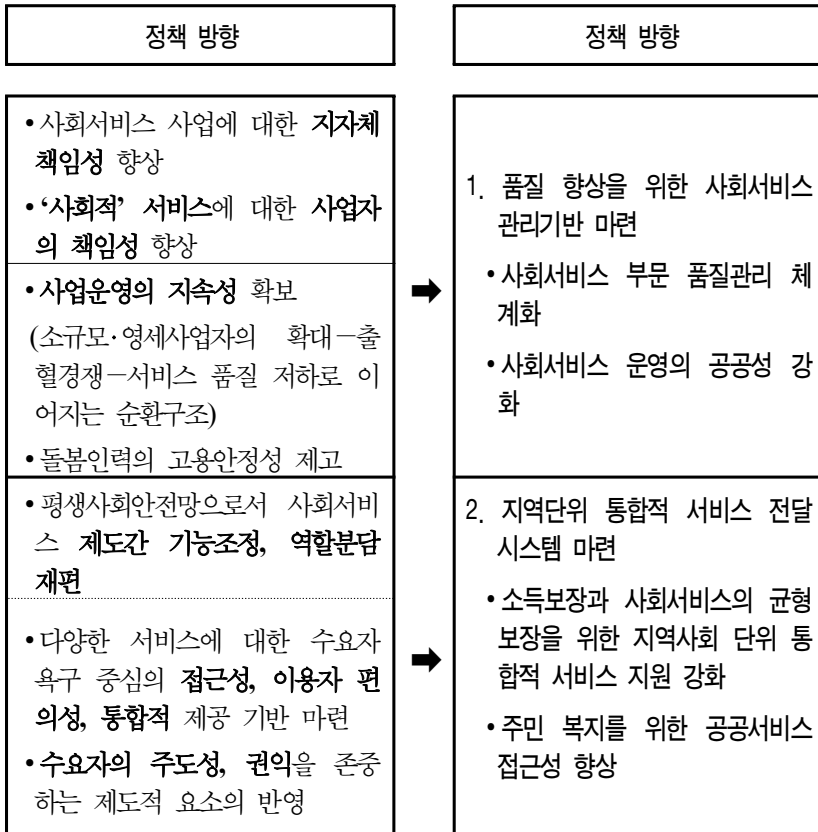 정책 방향
정책 방향
•사회서비스 사업에 대한 지자체
책임성 향상
•‘사회적’ 서비스에 대한 사업자
의 책임성 향상
•사업운영의 지속성 확보
(소규모·영세사업자의 확대－출
혈경쟁－서비스 품질 저하로 이
어지는 순환구조)
•돌봄인력의 고용안정성 제고
➡
1. 품질 향상을 위한 사회서비스
관리기반 마련
•사회서비스 부문 품질관리 체
계화
•사회서비스 운영의 공공성 강
화
•평생사회안전망으로서 사회서비
스 제도간 기능조정, 역할분담
재편
•다양한 서비스에 대한 수요자
욕구 중심의 접근성, 이용자 편
의성, 통합적 제공 기반 마련
•수요자의 주도성, 권익을 존중
하는 제도적 요소의 반영
➡
2. 지역단위 통합적 서비스 전달
시스템 마련
•소득보장과 사회서비스의 균형
보장을 위한 지역사회 단위 통
합적 서비스 지원 강화
•주민 복지를 위한 공공서비스
접근성 향상